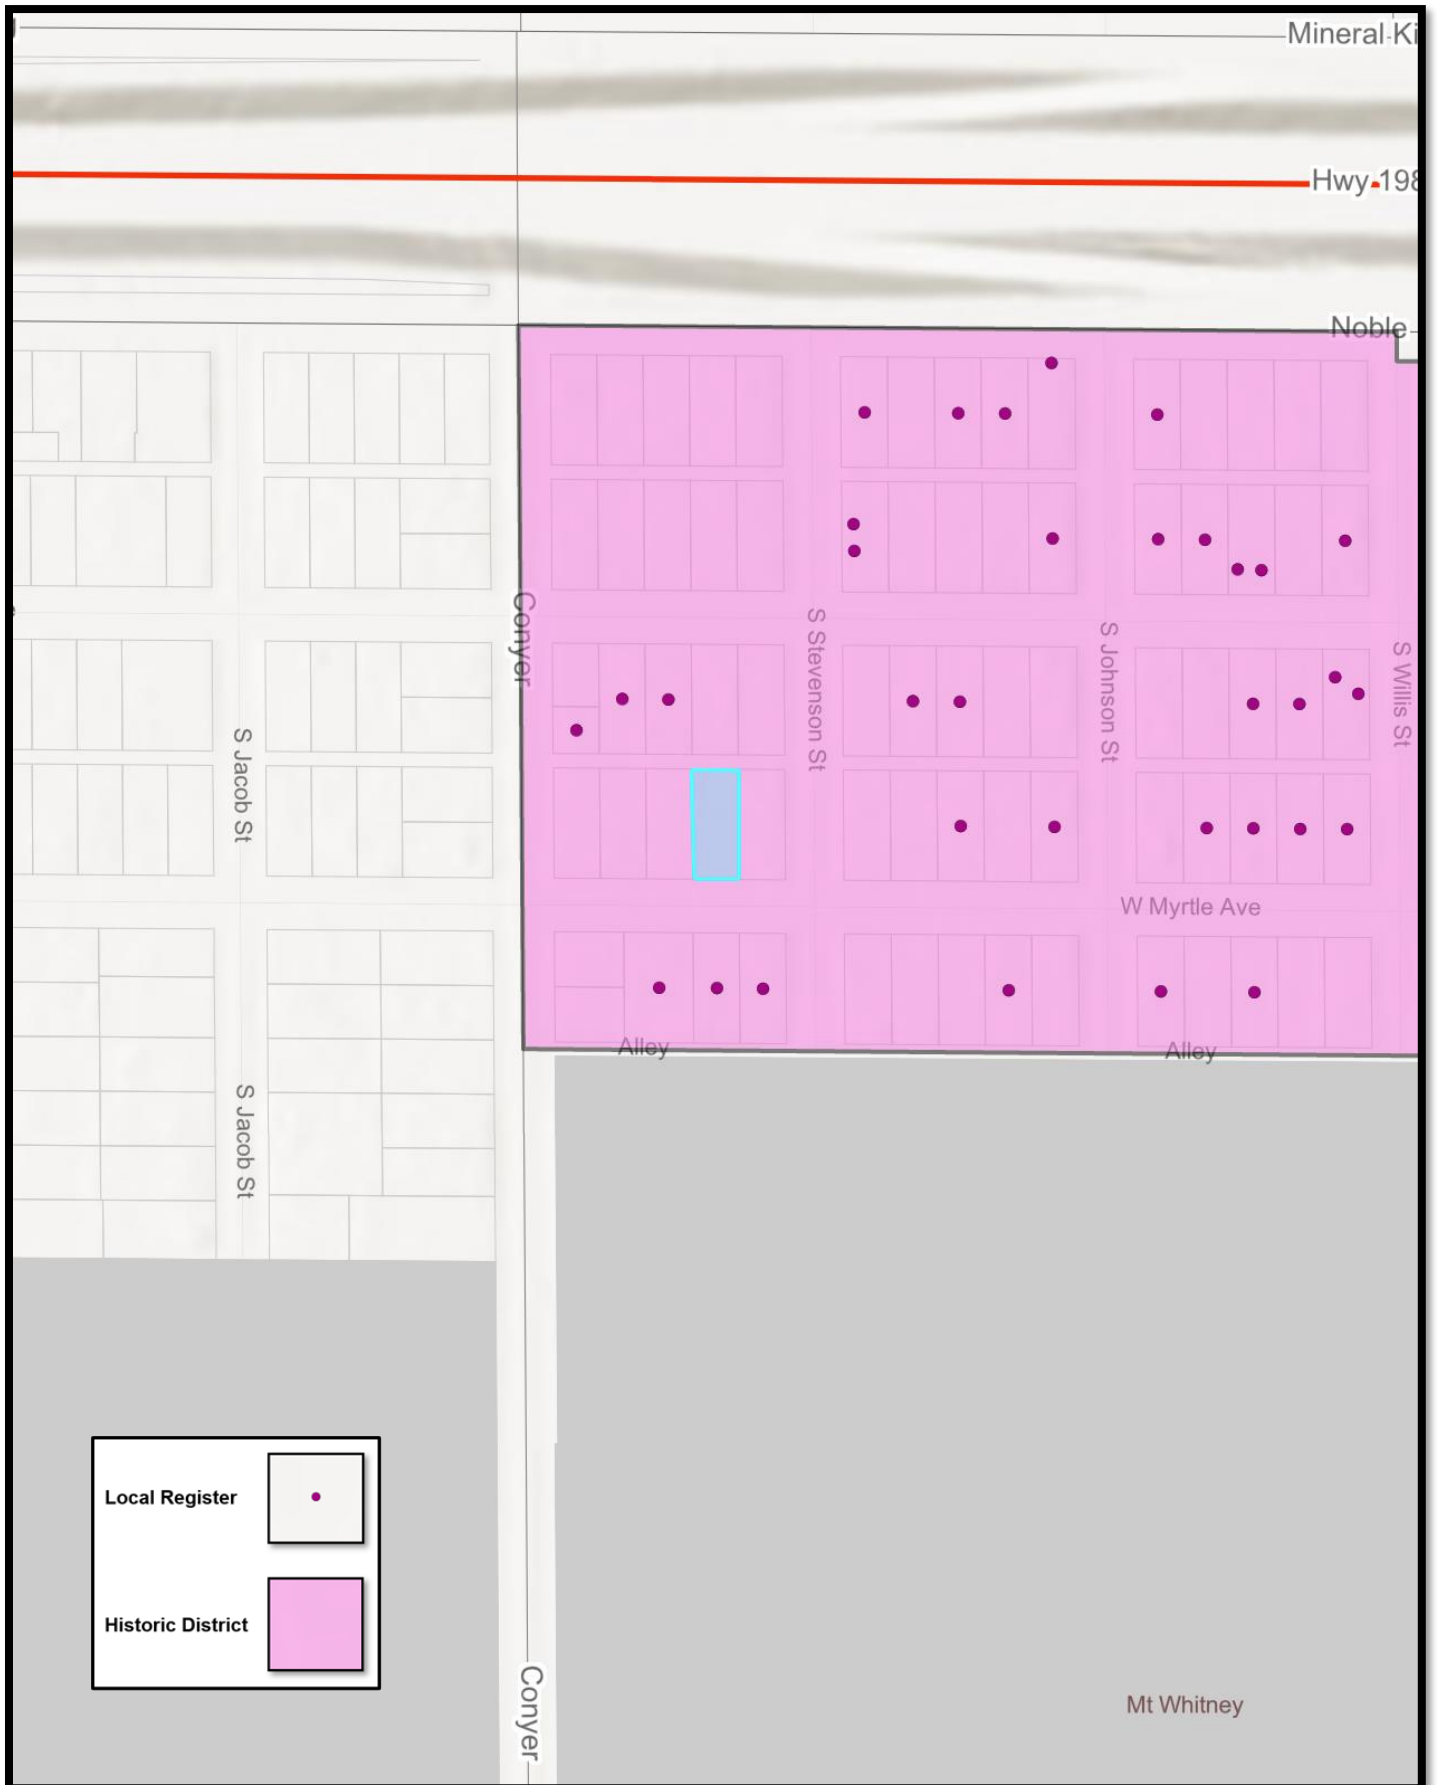 Mineral Ki
Hwy 198
Noble
Conyer
S Stevenson St
S Johnson St
S Willis St
S Jacob St
W Myrtle Ave
Alley
Alley
S Jacob St
Local Register
Historic District
Conyer
Mt Whitney